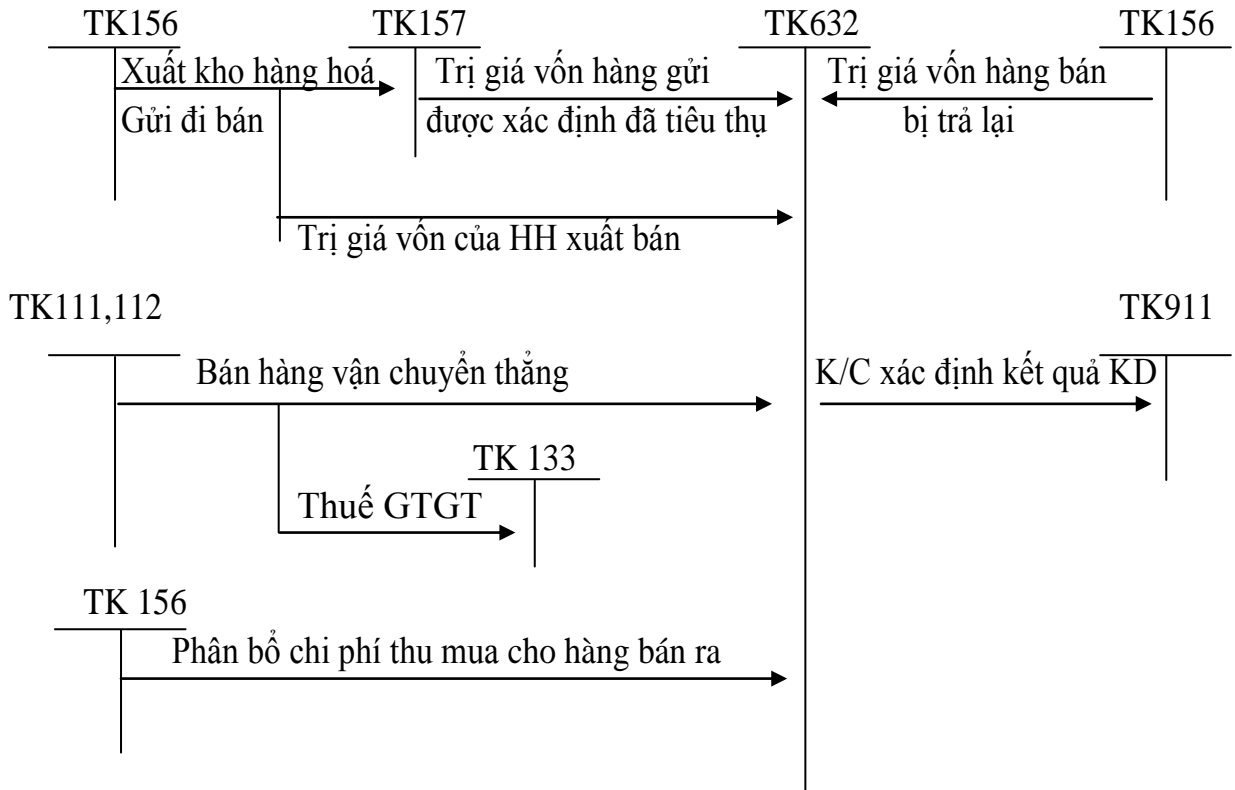 TK156 TK157 TK632 TK156
Xuất kho hàng hoá Trị giá vốn hàng gửi Trị giá vốn hàng bán
Gửi đi bán được xác định đã tiêu thụ bị trả lại
Trị giá vốn của HH xuất bán
TK111,112 TK911
Bán hàng vận chuyển thẳng K/C xác định kết quả KD
TK 133
Thuế GTGT
TK 156
Phân bổ chi phí thu mua cho hàng bán ra